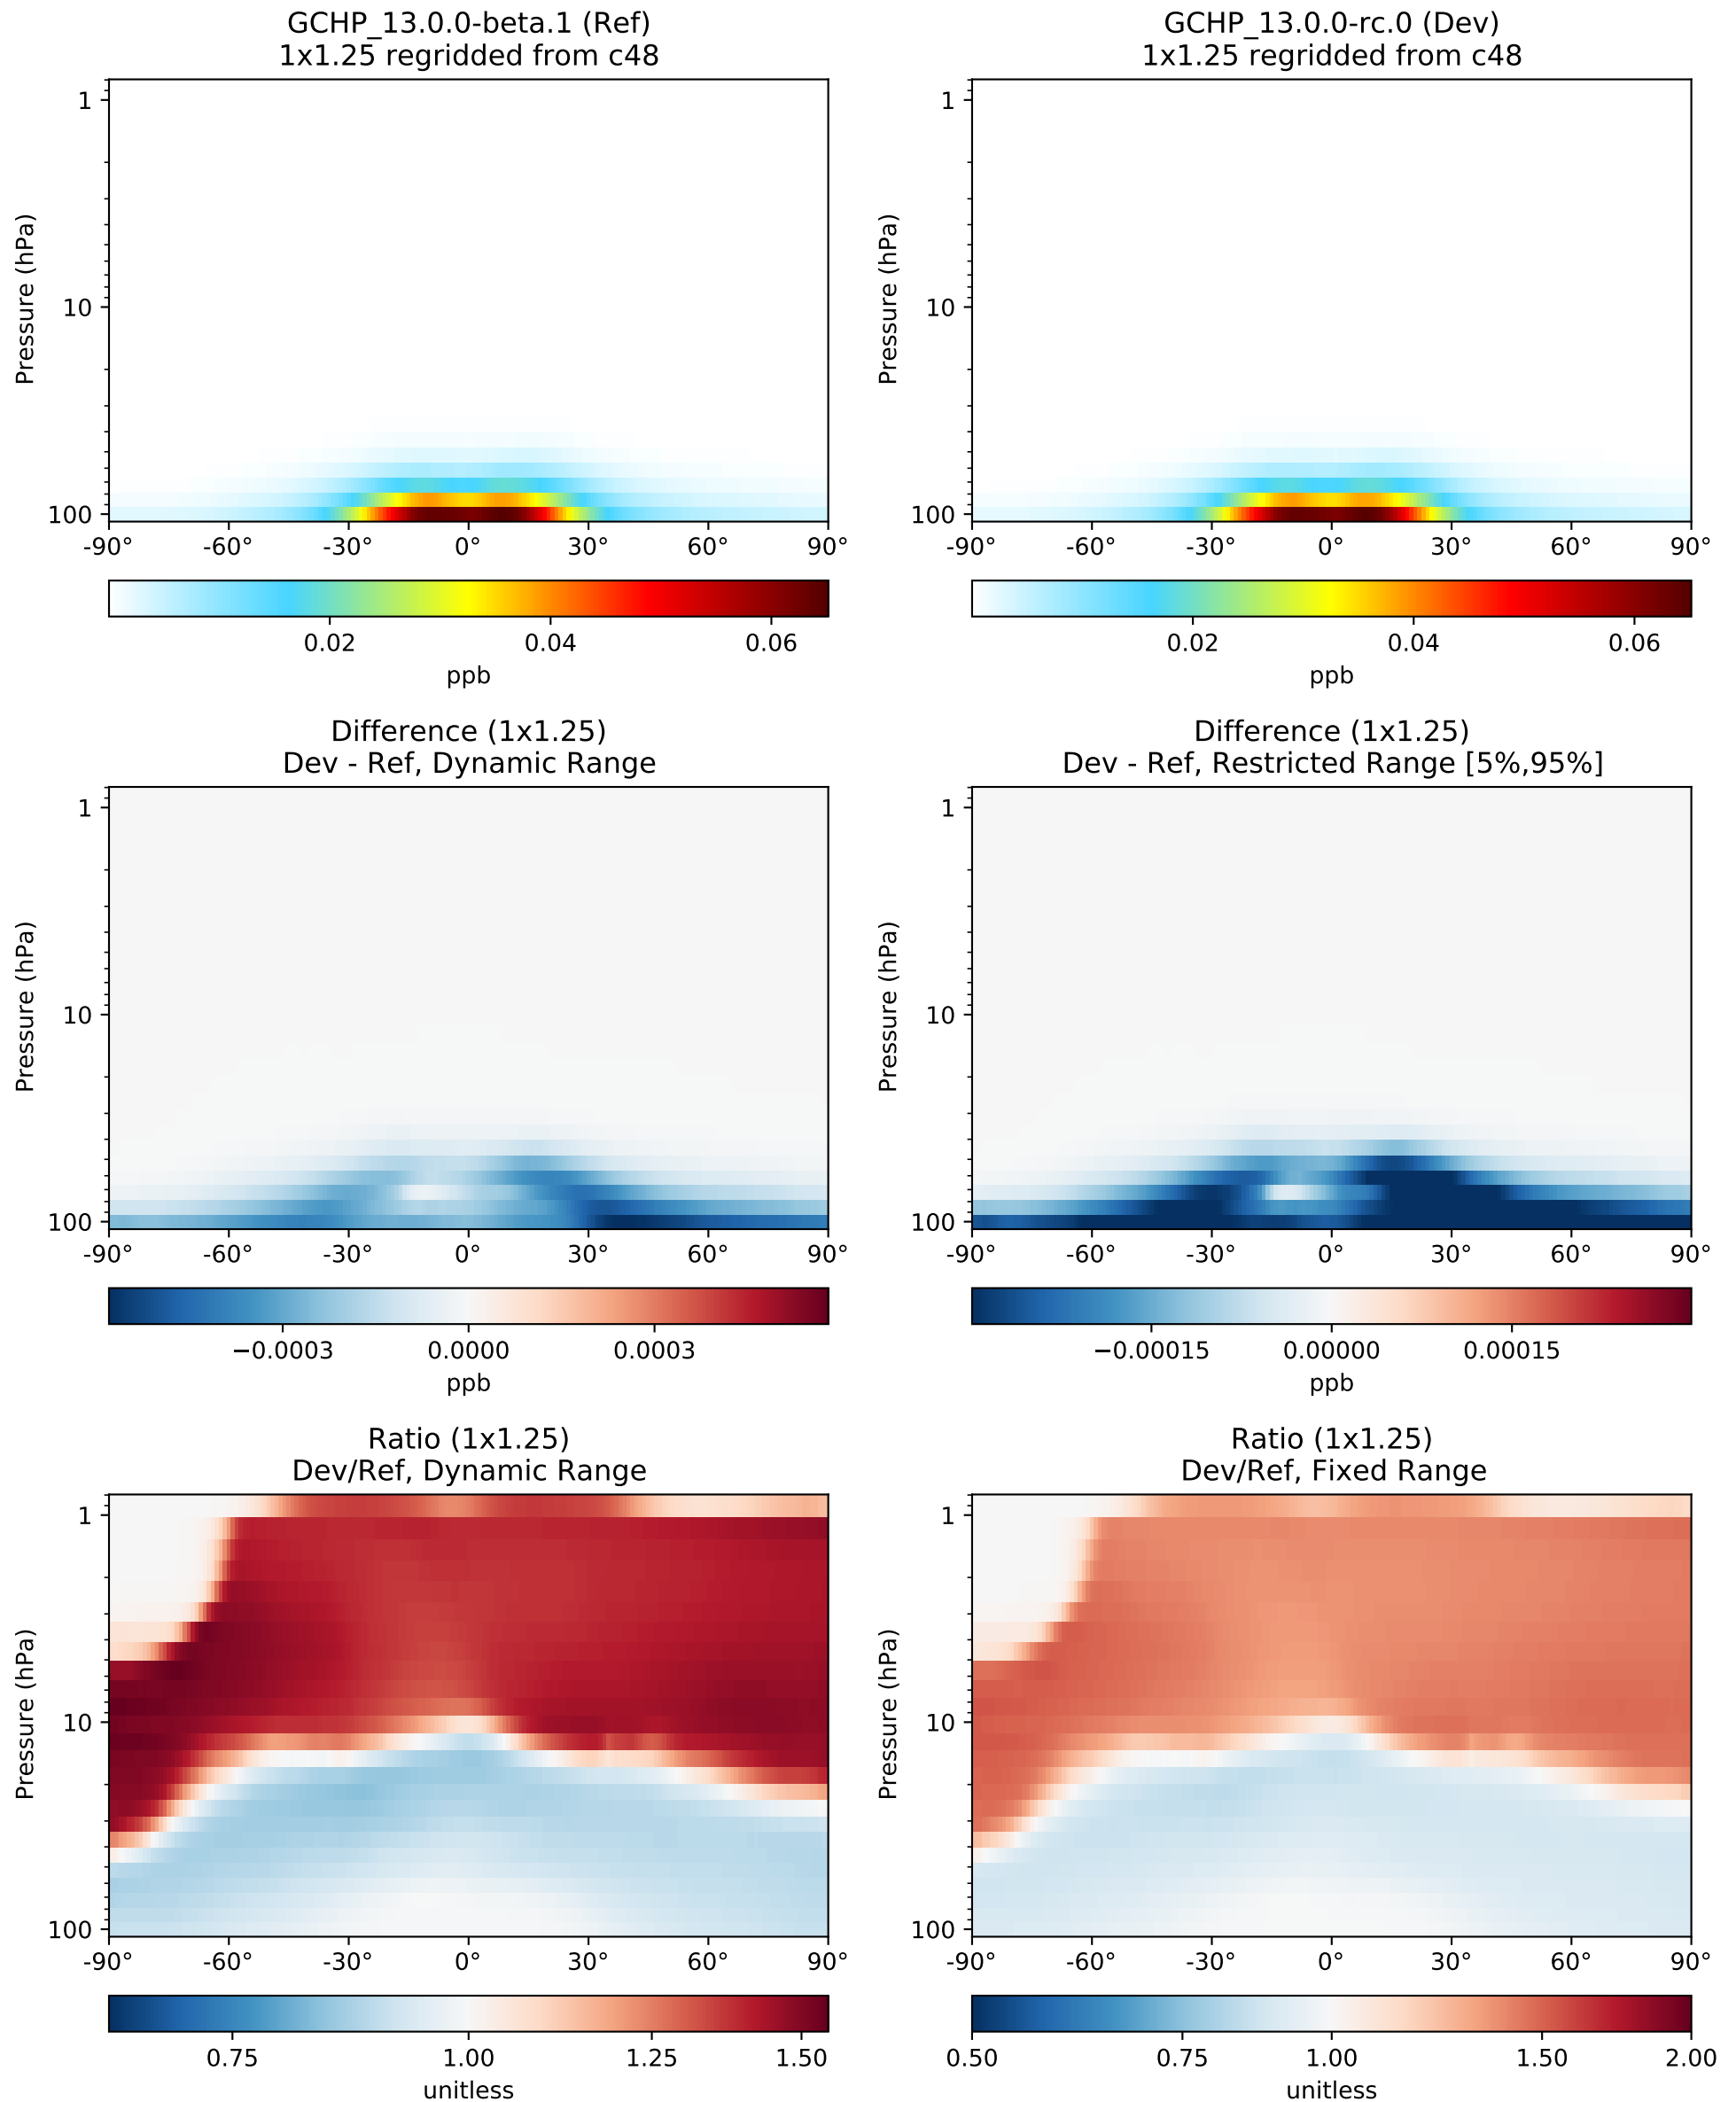 GCHP_13.0.0-beta.1 (Ref)
1x1.25 regridded from c48
Pressure (hPa)
1
10
100
-90° -60° -30° 0° 30° 60° 90°
0.02 0.04 0.06
ppb
GCHP_13.0.0-rc.0 (Dev)
1x1.25 regridded from c48
Pressure (hPa)
1
10
100
-90° -60° -30° 0° 30° 60° 90°
0.02 0.04 0.06
ppb
Difference (1x1.25)
Dev - Ref, Dynamic Range
Pressure (hPa)
1
10
100
-90° -60° -30° 0° 30° 60° 90°
−0.0003 0.0000 0.0003
ppb
Difference (1x1.25)
Dev - Ref, Restricted Range [5%,95%]
Pressure (hPa)
1
10
100
-90° -60° -30° 0° 30° 60° 90°
−0.00015 0.00000 0.00015
ppb
Ratio (1x1.25)
Dev/Ref, Dynamic Range
Pressure (hPa)
1
10
100
-90° -60° -30° 0° 30° 60° 90°
0.75 1.00 1.25 1.50
unitless
Ratio (1x1.25)
Dev/Ref, Fixed Range
Pressure (hPa)
1
10
100
-90° -60° -30° 0° 30° 60° 90°
0.50 0.75 1.00 1.50 2.00
unitless